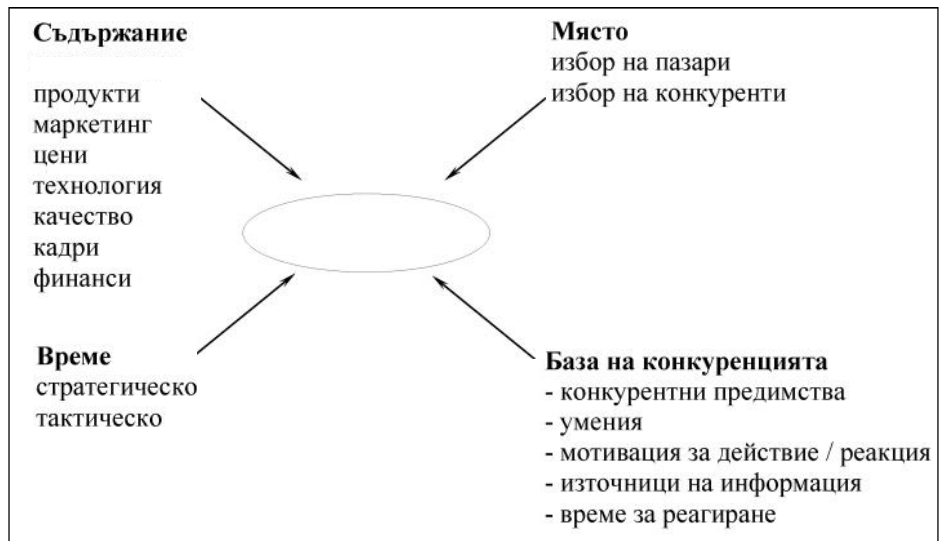 Съдържание
продукти
маркетинг
цени
технология
качество
кадри
финанси
Място
избор на пазари
избор на конкуренти
Време
стратегическо
тактическо
База на конкуренцията
- конкурентни предимства
- умения
- мотивация за действие / реакция
- източници на информация
- време за реагиране